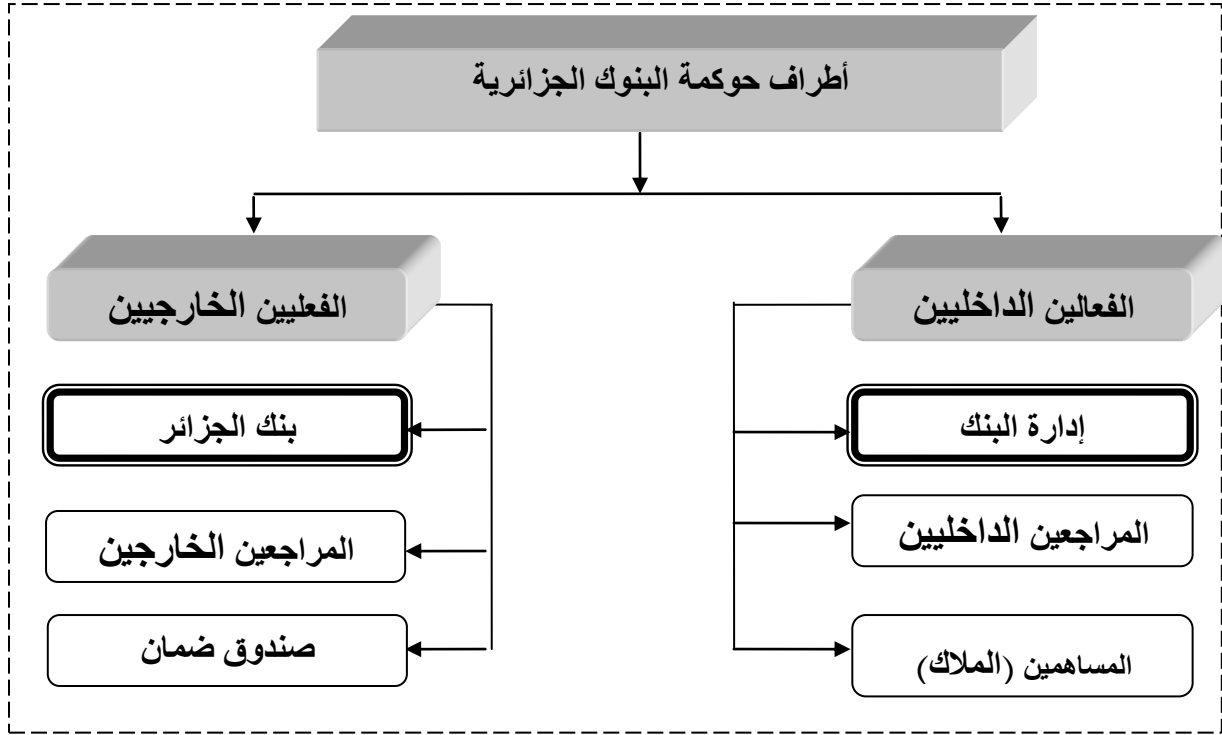 أطراف حوكمة البنوك الجزائرية
الفعالين الداخليين
الفعليين الخارجيين
إدارة البنك
بنك الجزائر
المراجعين الداخليين
المراجعين الخارجين
المساهمين (الملاك)
صندوق ضمان